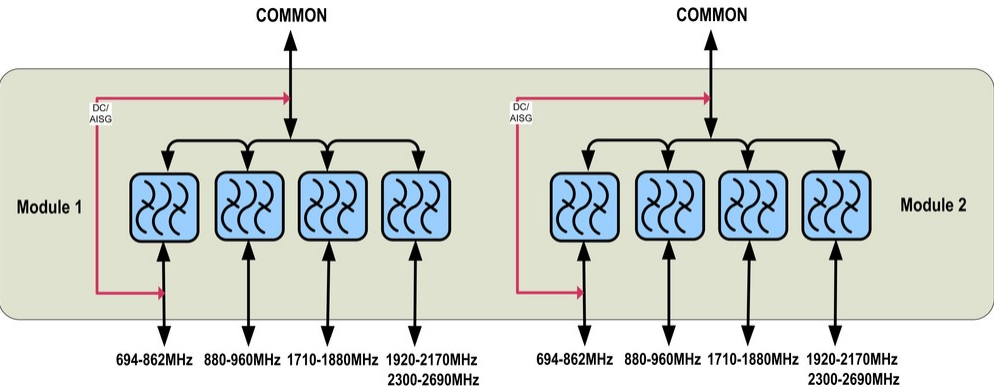 COMMON
COMMON
DC/
AISG
DC/
AISG
Module 1
Module 2
694-862MHz
880-960MHz
1710-1880MHz
1920-2170MHz
2300-2690MHz
694-862MHz
880-960MHz
1710-1880MHz
1920-2170MHz
2300-2690MHz